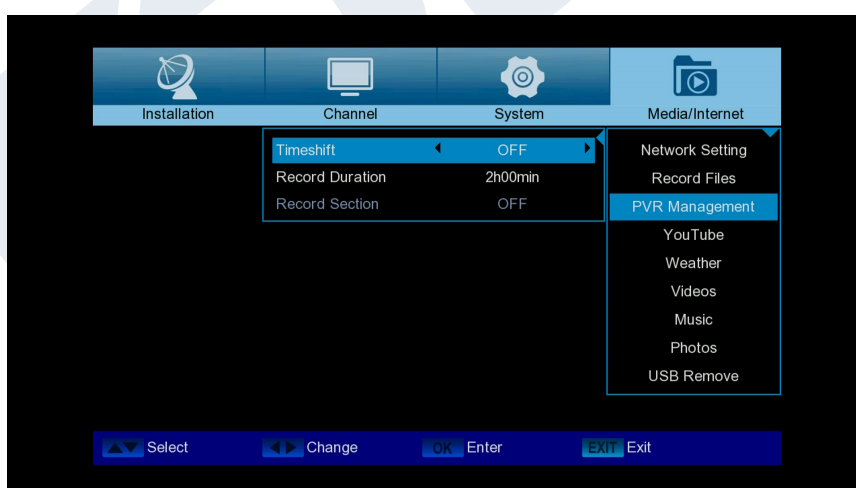 Installation
Channel
System
Media/Internet
Timeshift OFF
Record Duration 2h00min
Record Section OFF
Network Setting
Record Files
PVR Management
YouTube
Weather
Videos
Music
Photos
USB Remove
Select
Change
OK Enter
EXIT Exit